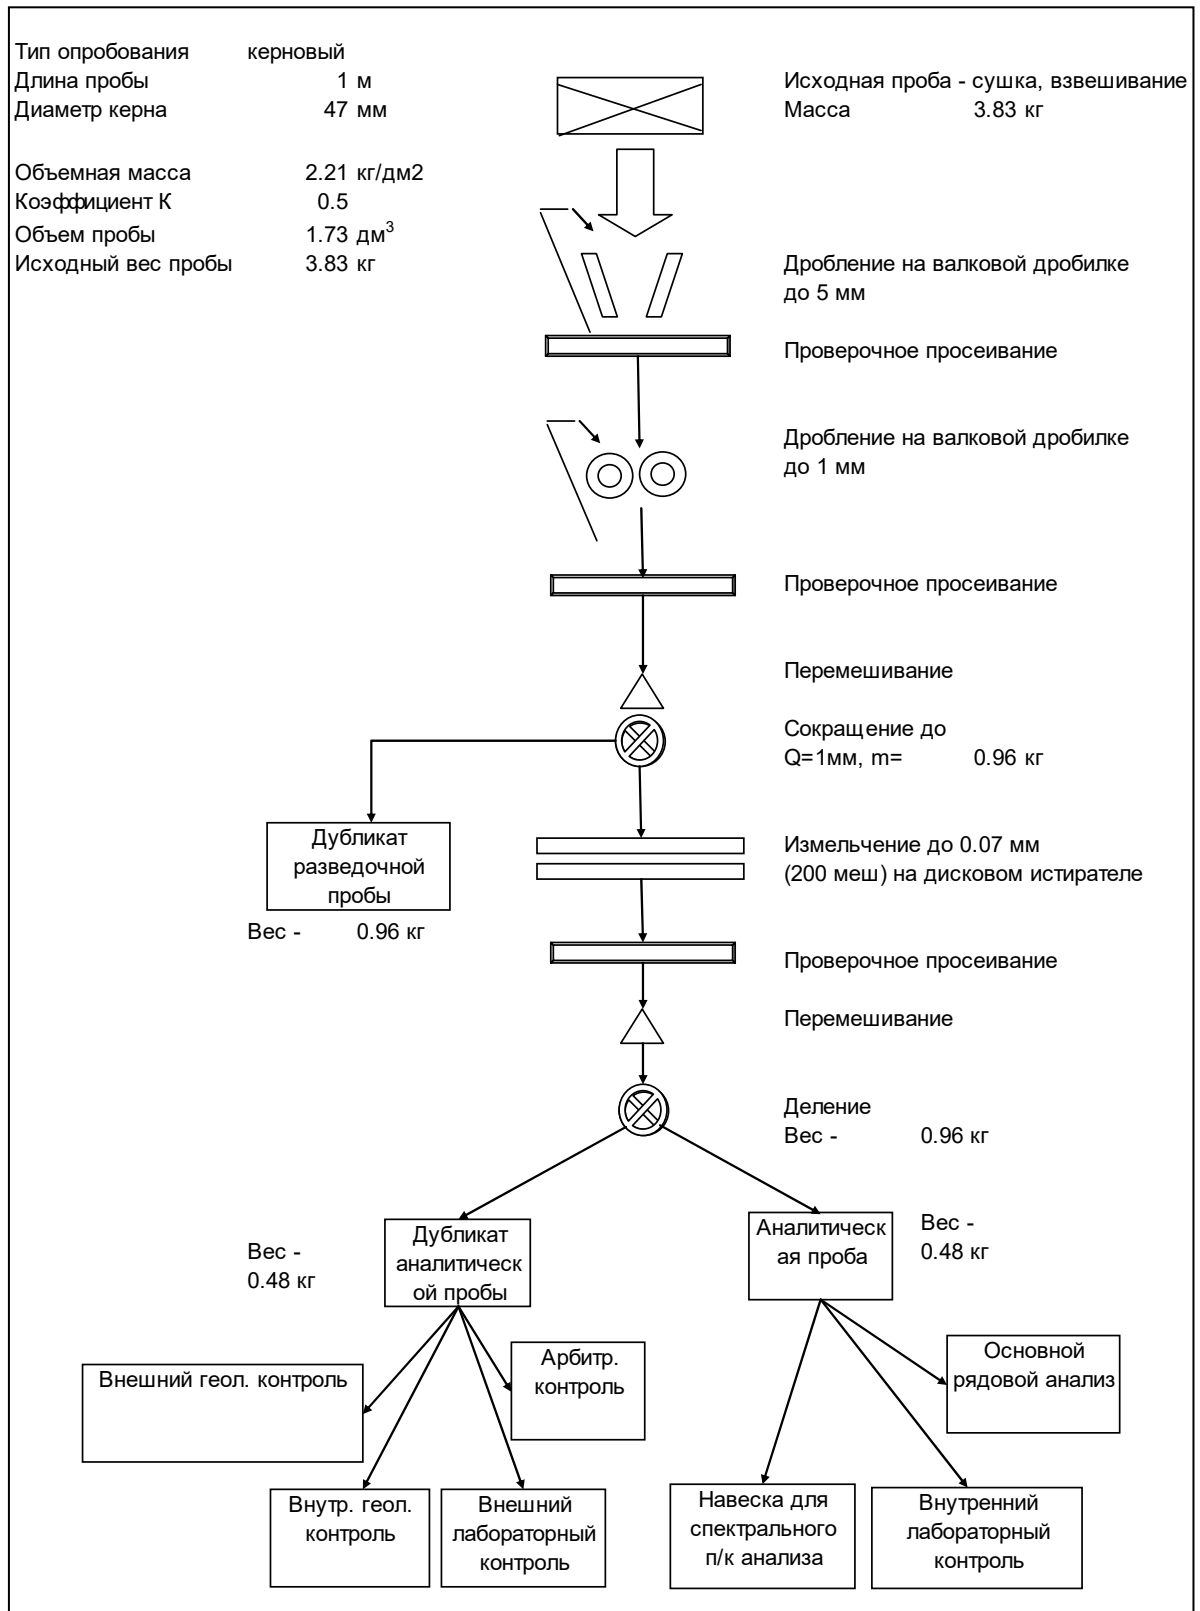 Тип опробования керновый
Длина пробы 1 м
Диаметр керна 47 мм
Исходная проба - сушка, взвешивание
Масса 3.83 кг
Объемная масса 2.21 кг/дм2
Коэффициент К 0.5
Объем пробы 1.73 дм³
Исходный вес пробы 3.83 кг
Дробление на валковой дробилке
до 5 мм
Проверочное просеивание
Дробление на валковой дробилке
до 1 мм
Проверочное просеивание
Перемешивание
Сокращение до
Q=1мм, m= 0.96 кг
Дубликат
разведочной
пробы
Вес - 0.96 кг
Измельчение до 0.07 мм
(200 меш) на дисковом истирателе
Проверочное просеивание
Перемешивание
Деление
Вес - 0.96 кг
Вес -
0.48 кг
Дубликат
аналитическ
ой пробы
Аналитическ
ая проба
Вес -
0.48 кг
Внешний геол. контроль
Арбитр.
контроль
Основной
рядовой анализ
Внутр. геол.
контроль
Внешний
лабораторный
контроль
Навеска для
спектрального
п/к анализа
Внутренний
лабораторный
контроль